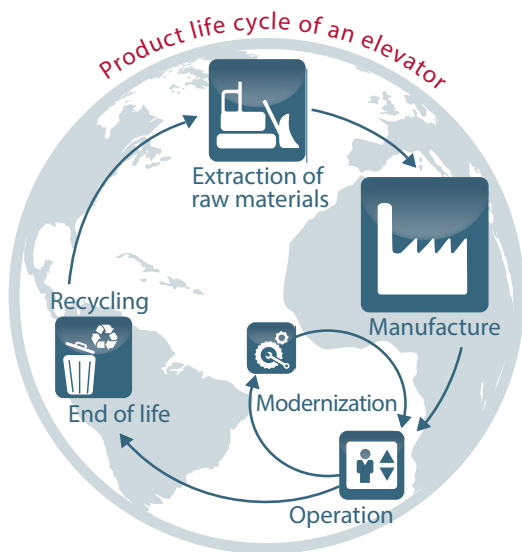 Product life cycle of an elevator
Extraction of
raw materials
Manufacture
Recycling
End of life
Modernization
Operation